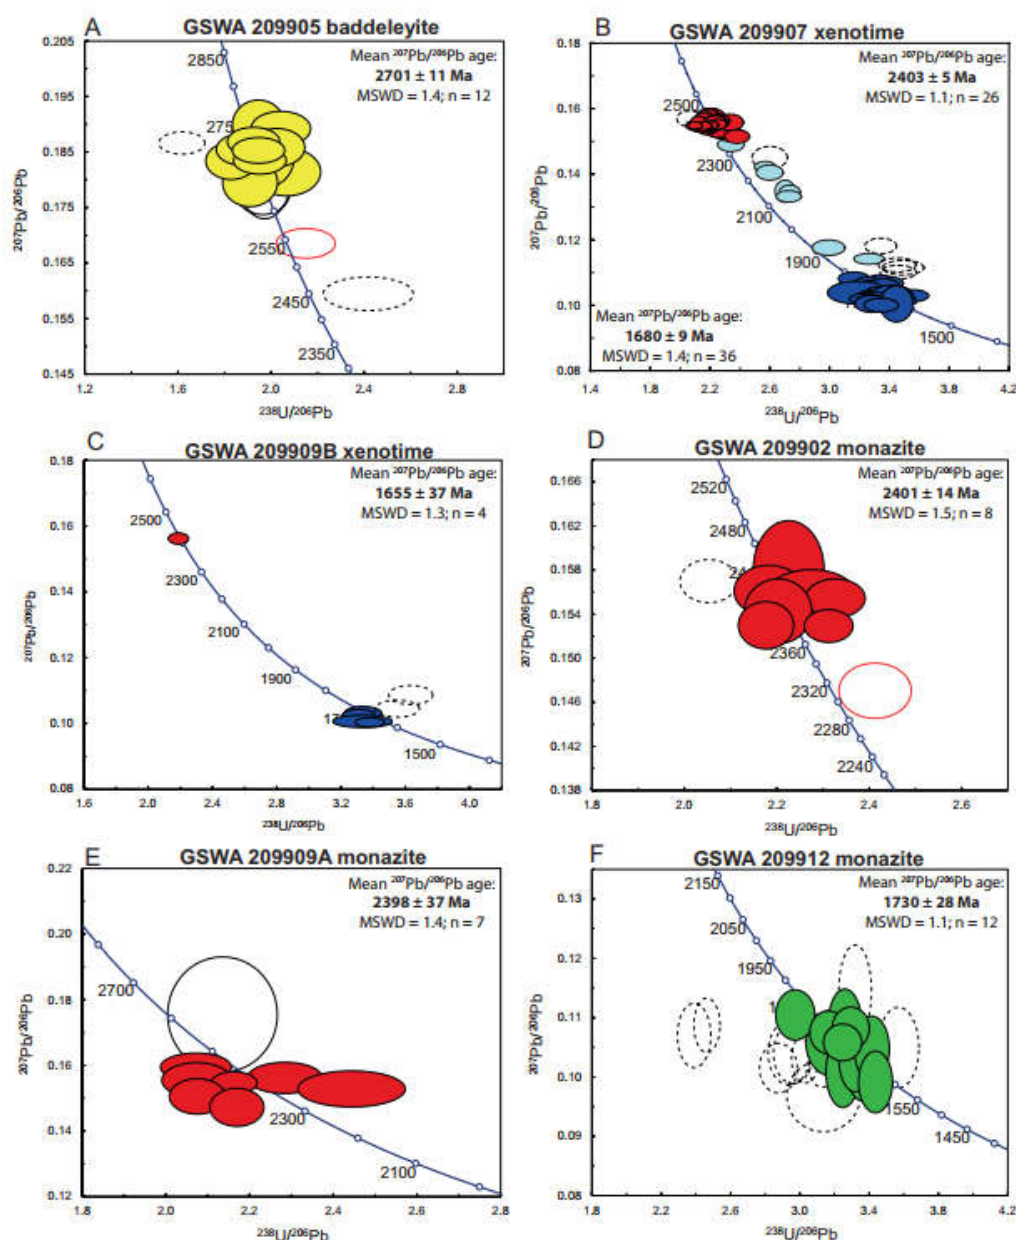 A
GSWA 209905 baddeleyite
0.205
0.195
0.185
0.175
0.165
0.155
0.145
²⁰⁷Pb/²⁰⁶Pb
2850
Mean ²⁰⁷Pb/²⁰⁶Pb age:
2701 ± 11 Ma
MSWD = 1.4; n = 12
275
2550
2450
2350
1.2
1.6
2.0
2.4
2.8
²³⁸U/²⁰⁶Pb
B
GSWA 209907 xenotime
0.18
0.16
0.14
0.12
0.10
0.08
²⁰⁷Pb/²⁰⁶Pb
Mean ²⁰⁷Pb/²⁰⁶Pb age:
2403 ± 5 Ma
MSWD = 1.1; n = 26
2500
2300
2100
1900
1500
Mean ²⁰⁷Pb/²⁰⁶Pb age:
1680 ± 9 Ma
MSWD = 1.4; n = 36
1.4
1.8
2.2
2.6
3.0
3.4
3.8
4.2
²³⁸U/²⁰⁶Pb
C
GSWA 209909B xenotime
0.18
0.16
0.14
0.12
0.10
0.08
²⁰⁷Pb/²⁰⁶Pb
Mean ²⁰⁷Pb/²⁰⁶Pb age:
1655 ± 37 Ma
MSWD = 1.3; n = 4
2500
2300
2100
1900
1500
1.6
2.0
2.4
2.8
3.2
3.6
4.0
²³⁸U/²⁰⁶Pb
D
GSWA 209902 monazite
0.166
0.162
0.158
0.154
0.150
0.146
0.142
0.138
²⁰⁷Pb/²⁰⁶Pb
Mean ²⁰⁷Pb/²⁰⁶Pb age:
2401 ± 14 Ma
MSWD = 1.5; n = 8
2520
2480
2360
2320
2280
2240
1.8
2.0
2.2
2.4
2.6
²³⁸U/²⁰⁶Pb
E
GSWA 209909A monazite
0.22
0.20
0.18
0.16
0.14
0.12
²⁰⁷Pb/²⁰⁶Pb
Mean ²⁰⁷Pb/²⁰⁶Pb age:
2398 ± 37 Ma
MSWD = 1.4; n = 7
2700
2300
2100
1.8
2.0
2.2
2.4
2.6
2.8
²³⁸U/²⁰⁶Pb
F
GSWA 209912 monazite
0.13
0.12
0.11
0.10
0.09
0.08
²⁰⁷Pb/²⁰⁶Pb
Mean ²⁰⁷Pb/²⁰⁶Pb age:
1730 ± 28 Ma
MSWD = 1.1; n = 12
2150
2050
1950
1550
1450
1.8
2.2
2.6
3.0
3.4
3.8
4.2
²³⁸U/²⁰⁶Pb